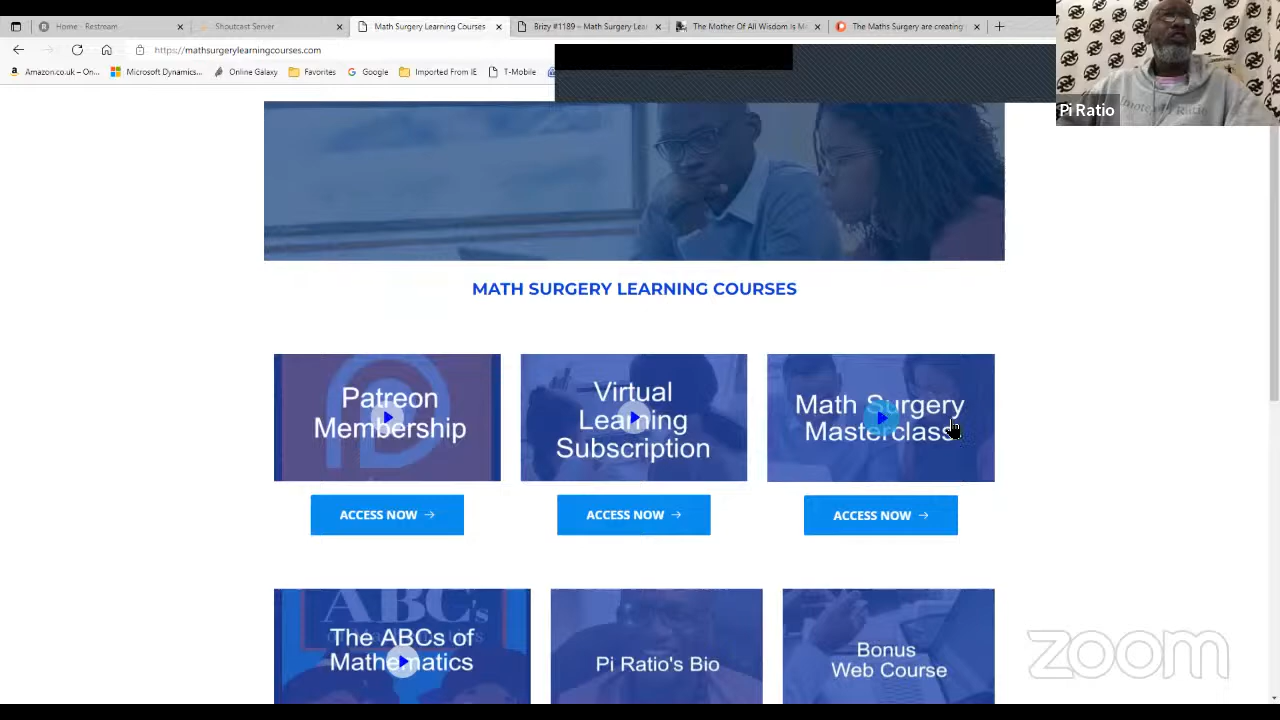 Home - Restream
Shoutcast Server
Math Surgery Learning Courses
Brizy #1189 – Math Surgery Lea
The Mother Of All Wisdom Is M
The Maths Surgery are creating
https://mathsurgerylearningcourses.com
Amazon.co.uk – On...
Microsoft Dynamics...
Online Galaxy
Favorites
Google
Imported From IE
T-Mobile
Pi Ratio
MATH SURGERY LEARNING COURSES
Patreon
Membership
Virtual
Learning
Subscription
Math Surgery
Masterclass
ACCESS NOW →
ACCESS NOW →
ACCESS NOW →
ABC's
The ABCs of
Mathematics
Pi Ratio's Bio
Bonus
Web Course
zoom